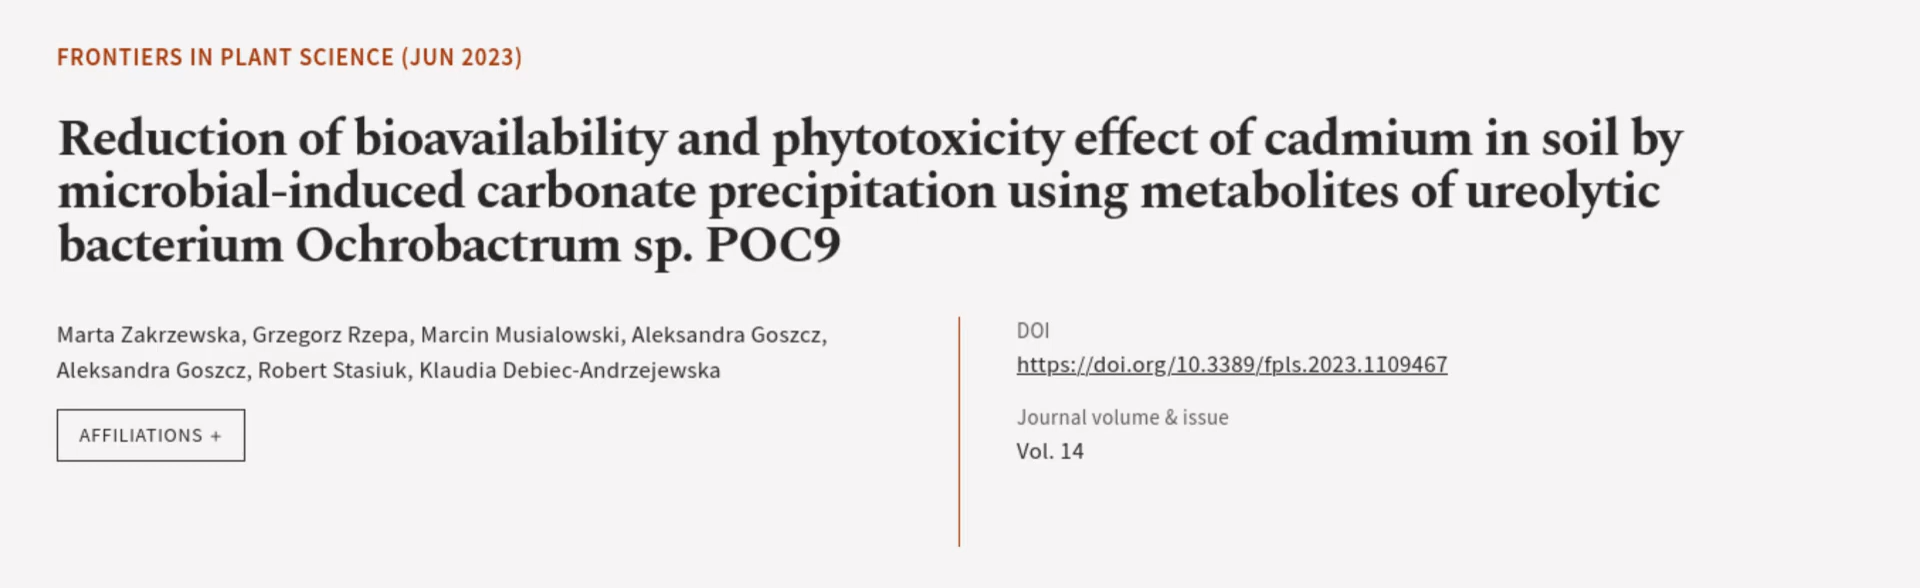 FRONTIERS IN PLANT SCIENCE (JUN 2023)
Reduction of bioavailability and phytotoxicity effect of cadmium in soil by
microbial-induced carbonate precipitation using metabolites of ureolytic
bacterium Ochrobactrum sp. POC9
Marta Zakrzewska, Grzegorz Rzepa, Marcin Musialowski, Aleksandra Goszcz,
Aleksandra Goszcz, Robert Stasiuk, Klaudia Debiec-Andrzejewska
AFFILIATIONS +
DOI
https://doi.org/10.3389/fpls.2023.1109467
Journal volume & issue
Vol. 14